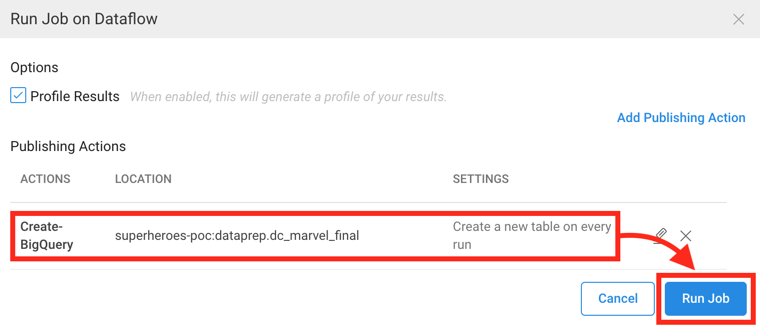 Run Job on Dataflow
Options
Profile Results When enabled, this will generate a profile of your results.
Add Publishing Action
Publishing Actions
ACTIONS LOCATION SETTINGS
Create- superheroes-poc:dataprep.dc_marvel_final Create a new table on every
BigQuery run
Cancel Run Job